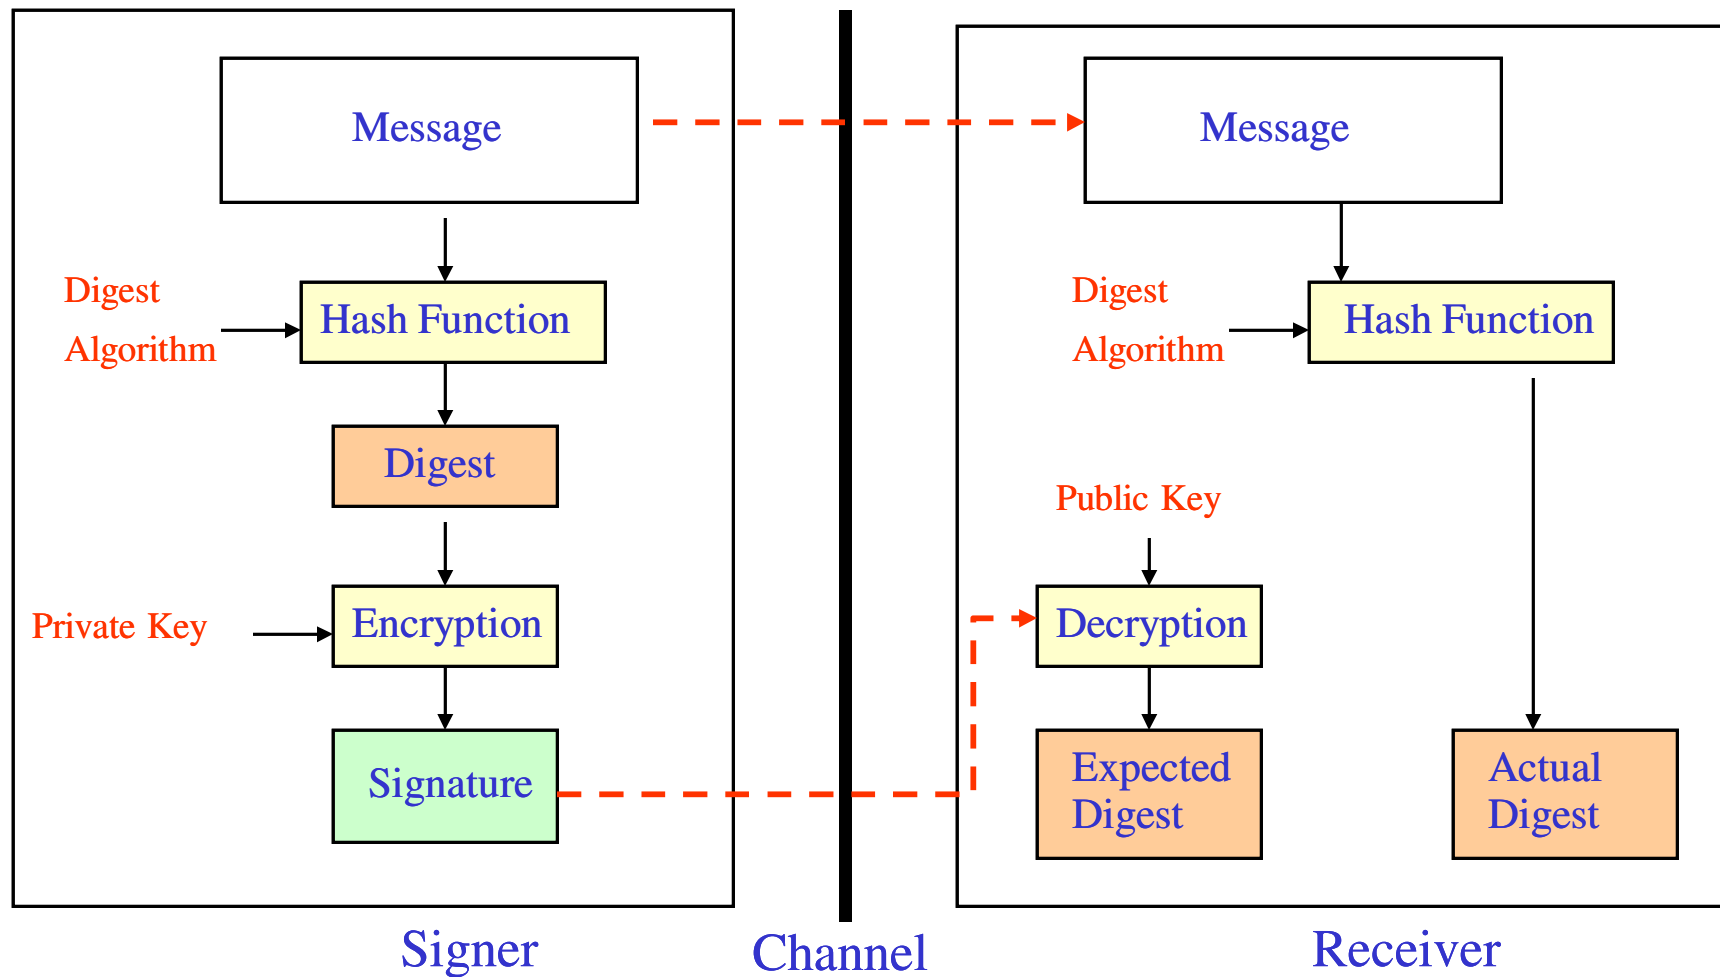 Message
Digest
Algorithm
Hash Function
Digest
Private Key
Encryption
Signature
Signer
Channel
Message
Digest
Algorithm
Hash Function
Public Key
Decryption
Expected
Digest
Actual
Digest
Receiver